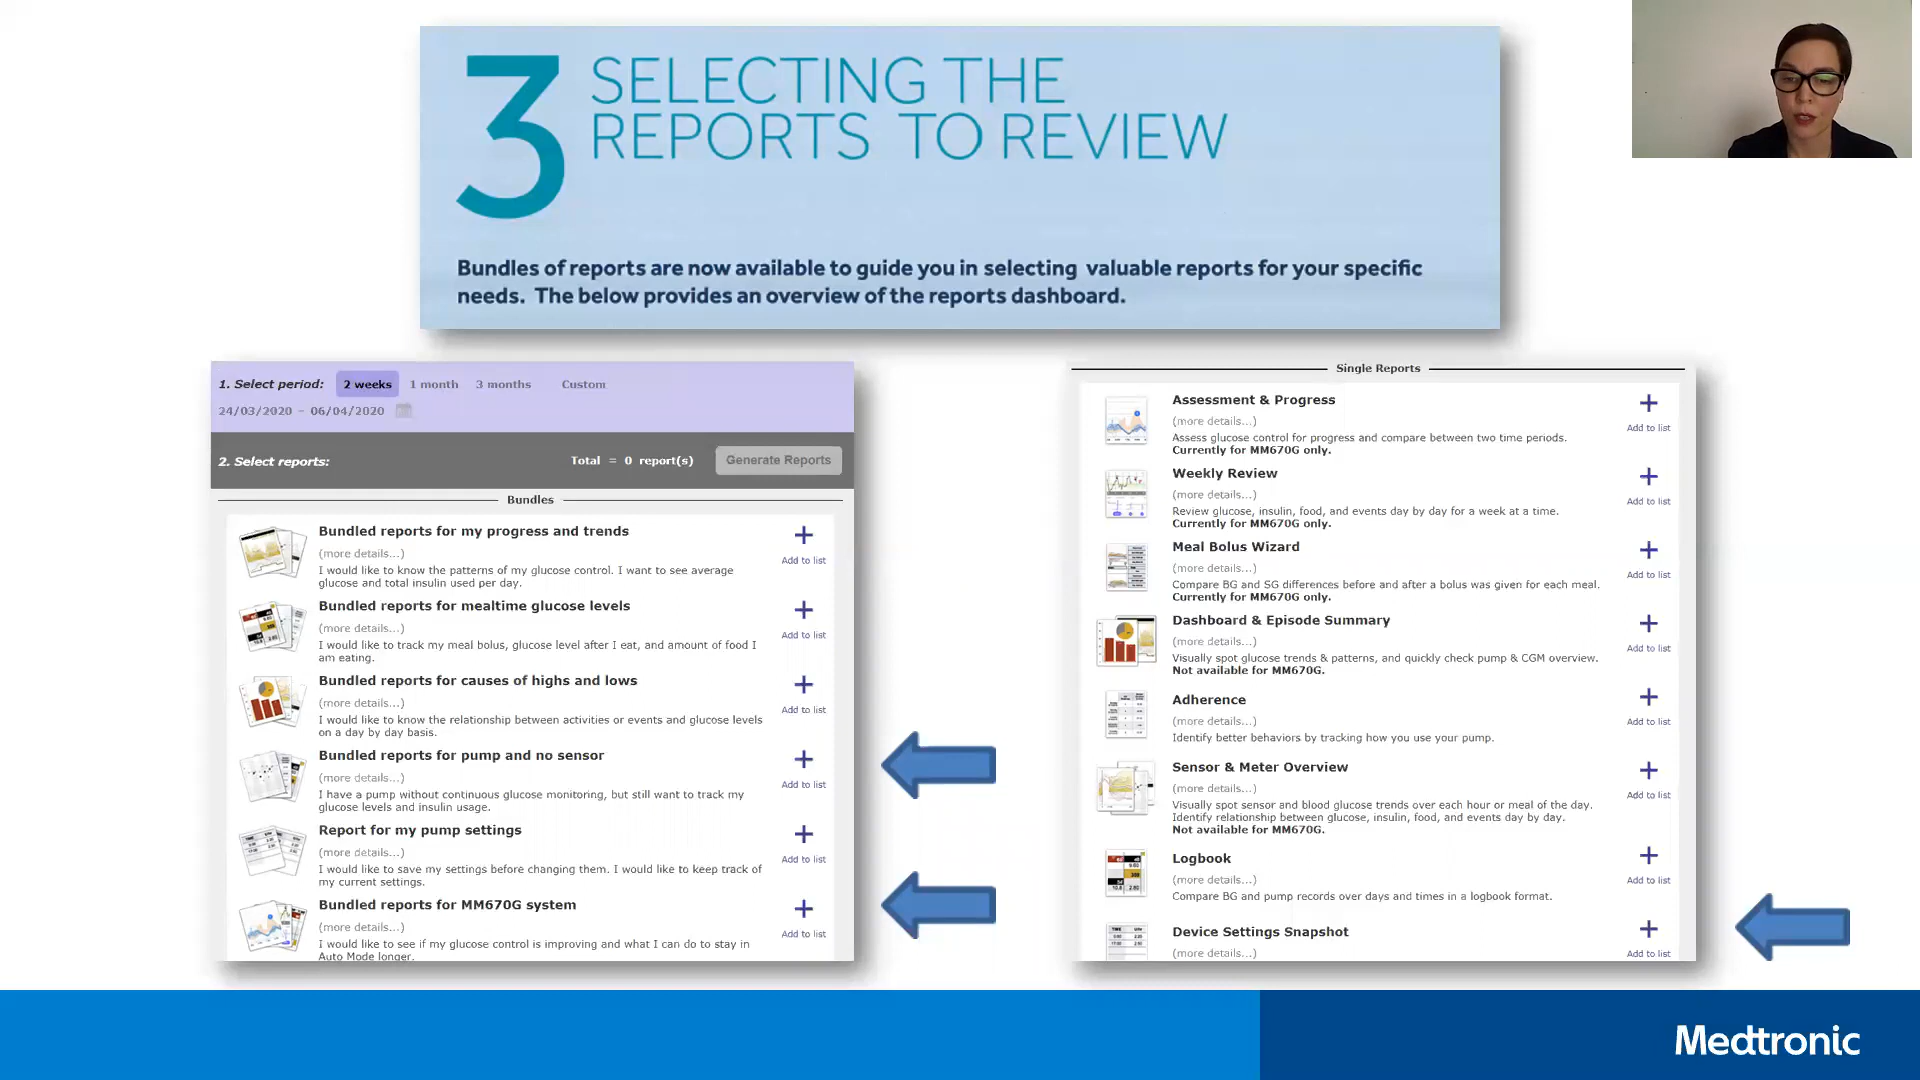 3 SELECTING THE
REPORTS TO REVIEW
Bundles of reports are now available to guide you in selecting valuable reports for your specific
needs. The below provides an overview of the reports dashboard.
1. Select period: 2 weeks 1 month 3 months Custom
24/03/2020 - 06/04/2020
2. Select reports: Total = 0 report(s) Generate Reports
Bundles
Bundled reports for my progress and trends
(more details...)
Add to list
I would like to know the patterns of my glucose control. I want to see average
glucose and total insulin used per day.
Bundled reports for mealtime glucose levels
(more details...)
Add to list
I would like to track my meal bolus, glucose level after I eat, and amount of food I
am eating.
Bundled reports for causes of highs and lows
(more details...)
Add to list
I would like to know the relationship between activities or events and glucose levels
on a day by day basis.
Bundled reports for pump and no sensor
(more details...)
Add to list
I have a pump without continuous glucose monitoring, but still want to track my
glucose levels and insulin usage.
Report for my pump settings
(more details...)
Add to list
I would like to save my settings before changing them. I would like to keep track of
my current settings.
Bundled reports for MM670G system
(more details...)
Add to list
I would like to see if my glucose control is improving and what I can do to stay in
Auto Mode longer.
Single Reports
Assessment & Progress
(more details...)
Add to list
Assess glucose control for progress and compare between two time periods.
Currently for MM670G only.
Weekly Review
(more details...)
Add to list
Review glucose, insulin, food, and events day by day for a week at a time.
Currently for MM670G only.
Meal Bolus Wizard
(more details...)
Add to list
Compare BG and SG differences before and after a bolus was given for each meal.
Currently for MM670G only.
Dashboard & Episode Summary
(more details...)
Add to list
Visually spot glucose trends & patterns, and quickly check pump & CGM overview.
Not available for MM670G.
Adherence
(more details...)
Add to list
Identify better behaviors by tracking how you use your pump.
Sensor & Meter Overview
(more details...)
Add to list
Visually spot sensor and blood glucose trends over each hour or meal of the day.
Identify relationship between glucose, insulin, food, and events day by day.
Not available for MM670G.
Logbook
(more details...)
Add to list
Compare BG and pump records over days and times in a logbook format.
Device Settings Snapshot
(more details...)
Add to list
Medtronic